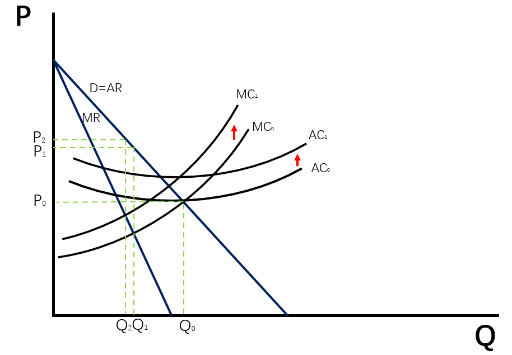 P
D=AR
MC₁
MR
MC₀
AC₁
P₂
P₁
AC₀
P₀
Q₂Q₁
Q₀
Q